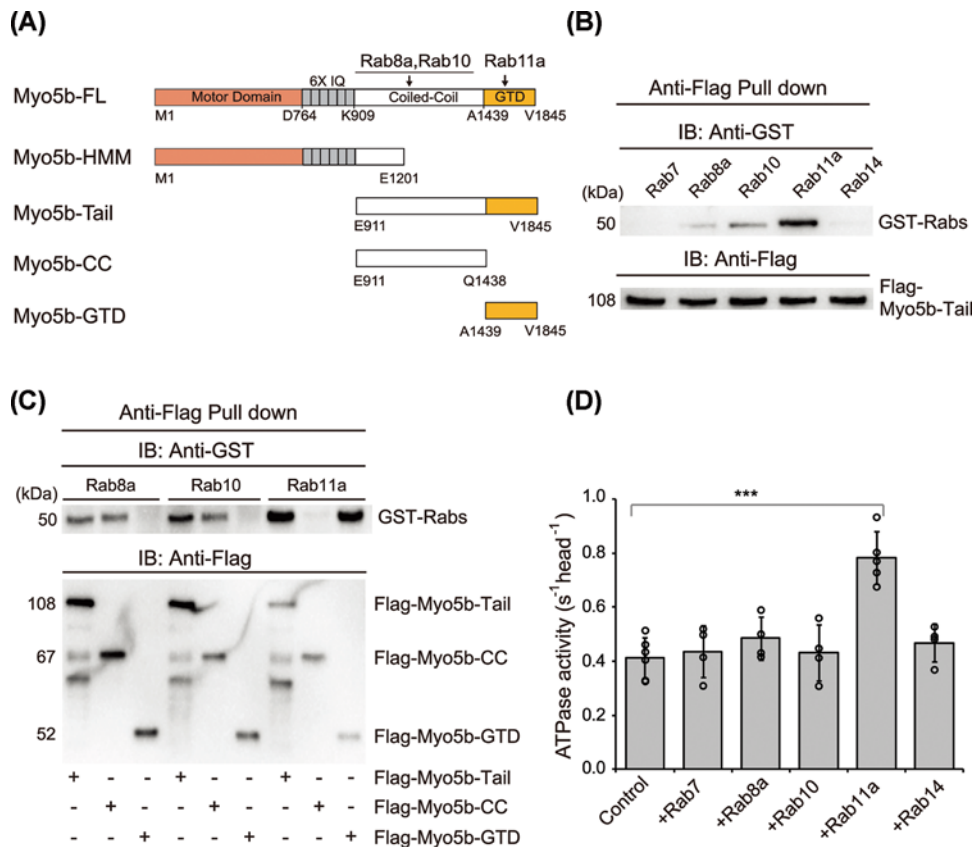 (A)
Rab8a,Rab10 Rab11a
6X IQ
Myo5b-FL Motor Domain Coiled-Coil GTD
M1 D764 K909 A1439 V1845
Myo5b-HMM
M1 E1201
Myo5b-Tail
E911 V1845
Myo5b-CC
E911 Q1438
Myo5b-GTD
A1439 V1845
(B)
Anti-Flag Pull down
IB: Anti-GST
Rab7 Rab8a Rab10 Rab11a Rab14
(kDa)
50 GST-Rabs
IB: Anti-Flag
108 Flag-
Myo5b-Tail
(C)
Anti-Flag Pull down
IB: Anti-GST
Rab8a Rab10 Rab11a
(kDa)
50 GST-Rabs
IB: Anti-Flag
108 Flag-Myo5b-Tail
67 Flag-Myo5b-CC
52 Flag-Myo5b-GTD
+ - - + - - + - - Flag-Myo5b-Tail
- + - - + - - + - Flag-Myo5b-CC
- - + - - + - - + Flag-Myo5b-GTD
(D)
ATPase activity (s⁻¹head⁻¹)
1.0
0.8
0.6
0.4
0.2
0.0
***
Control +Rab7 +Rab8a +Rab10 +Rab11a +Rab14